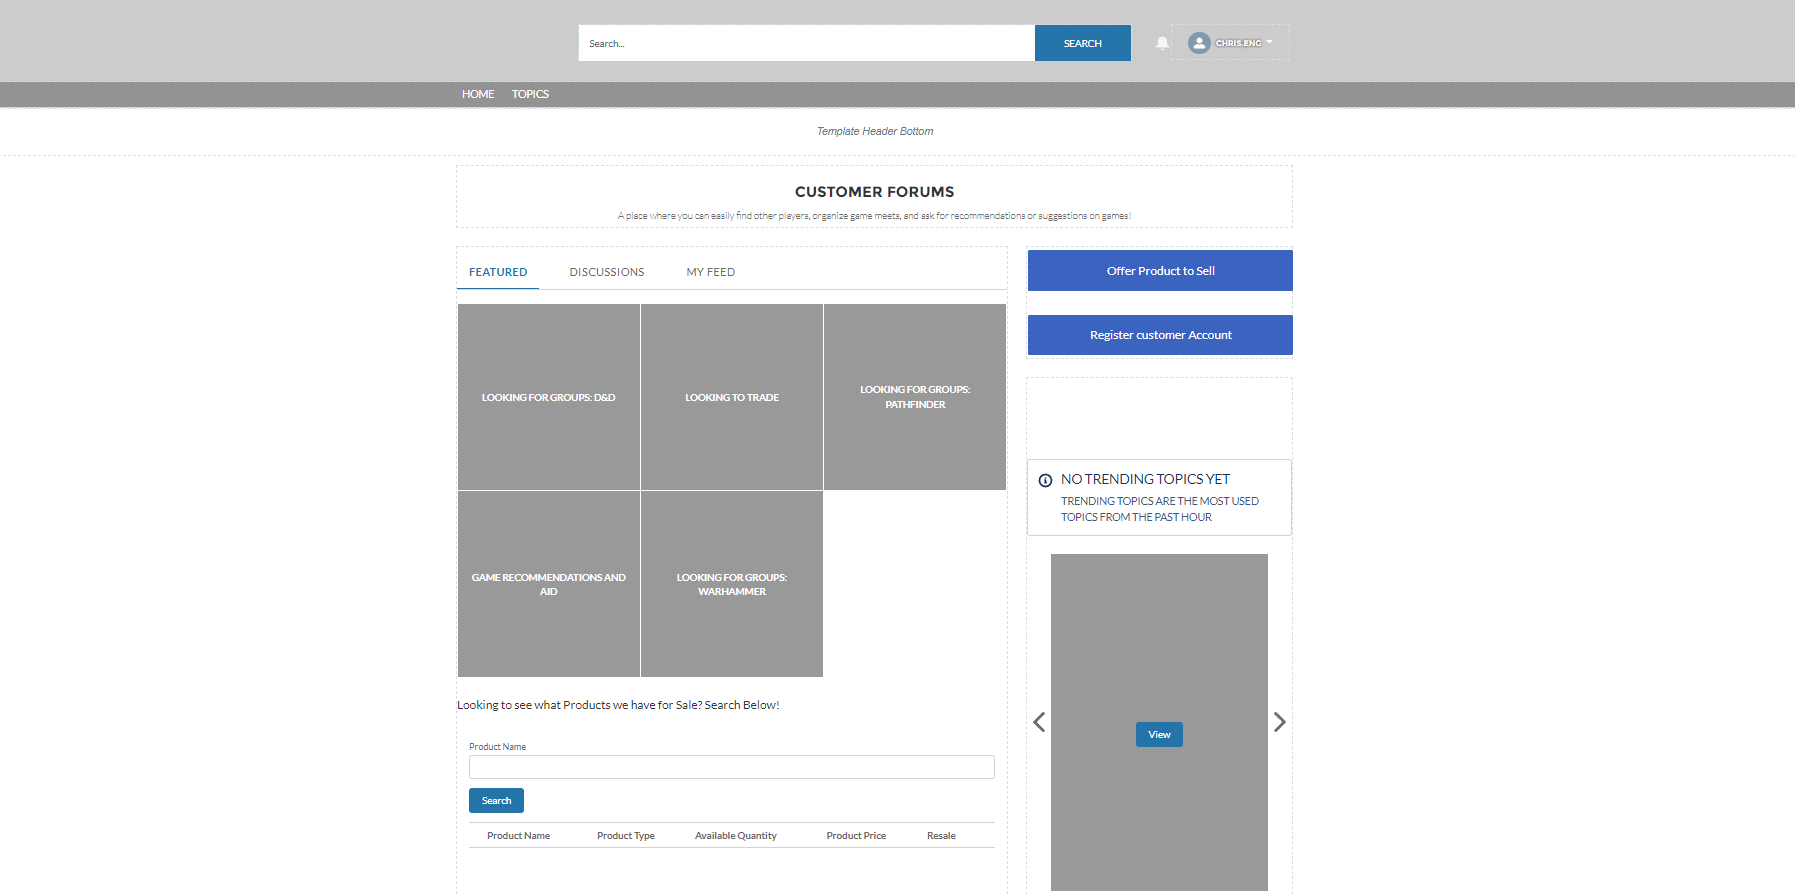 Search...
SEARCH
CHRIS.ENG
HOME
TOPICS
Template Header Bottom
CUSTOMER FORUMS
A place where you can easily find other players, organize game meets, and ask for recommendations or suggestions on games!
FEATURED
DISCUSSIONS
MY FEED
LOOKING FOR GROUPS: D&D
LOOKING TO TRADE
LOOKING FOR GROUPS:
PATHFINDER
GAME RECOMMENDATIONS AND
AID
LOOKING FOR GROUPS:
WARHAMMER
Looking to see what Products we have for Sale? Search Below!
Product Name
Search
Product Name
Product Type
Available Quantity
Product Price
Resale
Offer Product to Sell
Register customer Account
NO TRENDING TOPICS YET
TRENDING TOPICS ARE THE MOST USED
TOPICS FROM THE PAST HOUR
View